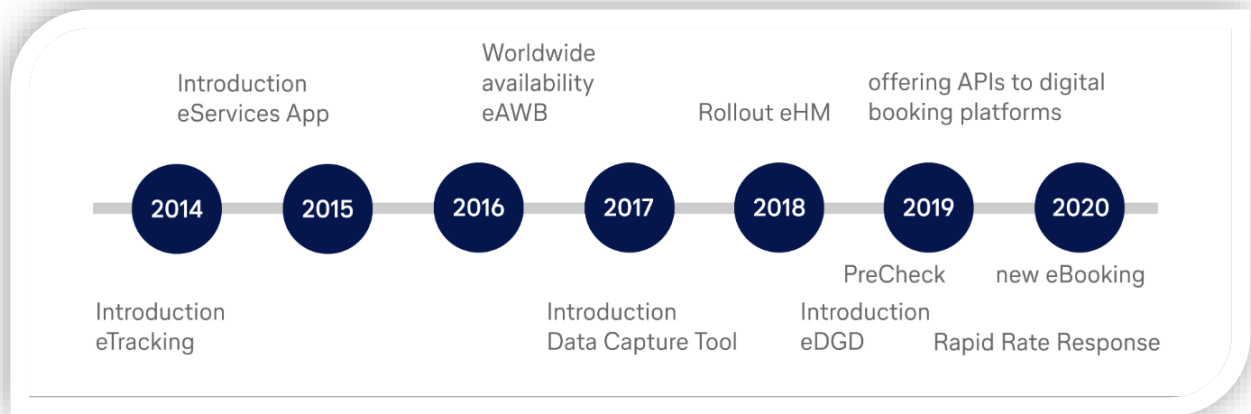 Worldwide
availability
eAWB
Introduction
eServices App
Rollout eHM
offering APIs to digital
booking platforms
2014 2015 2016 2017 2018 2019 2020
PreCheck
new eBooking
Introduction
eTracking
Introduction
Data Capture Tool
Introduction
eDGD
Rapid Rate Response